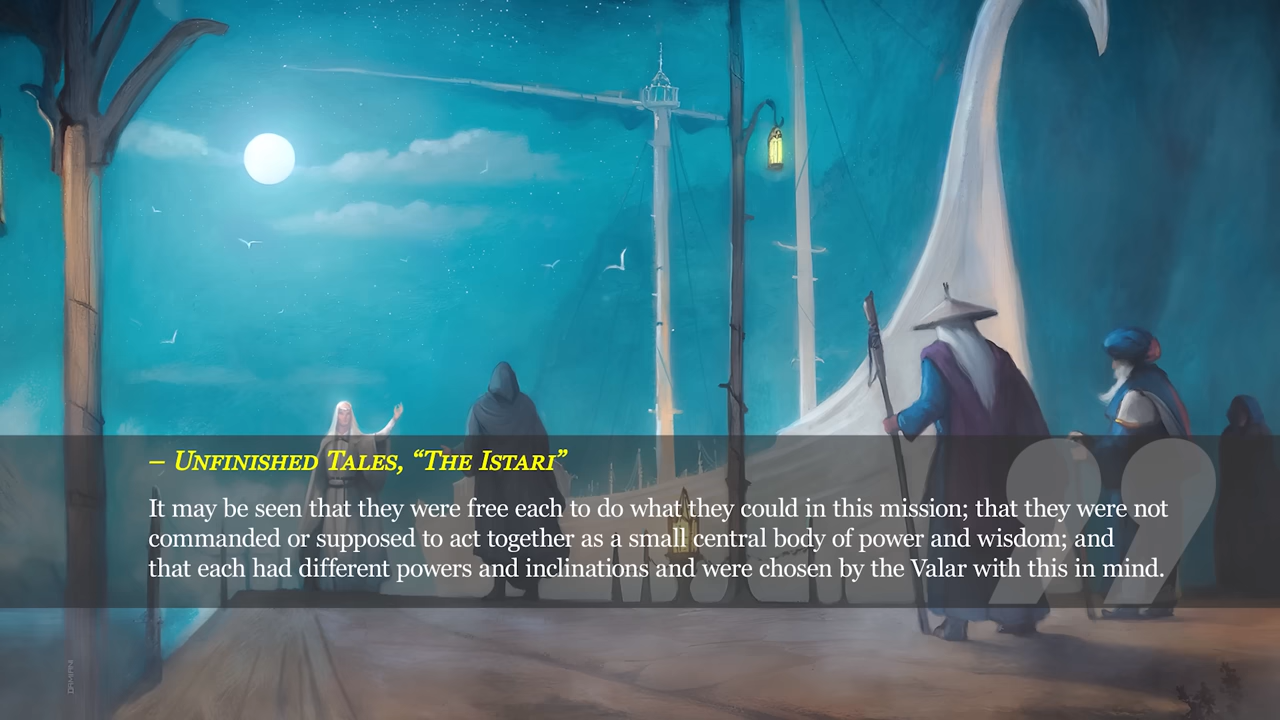 – Unfinished Tales, “The Istari”
It may be seen that they were free each to do what they could in this mission; that they were not
commanded or supposed to act together as a small central body of power and wisdom; and
that each had different powers and inclinations and were chosen by the Valar with this in mind.